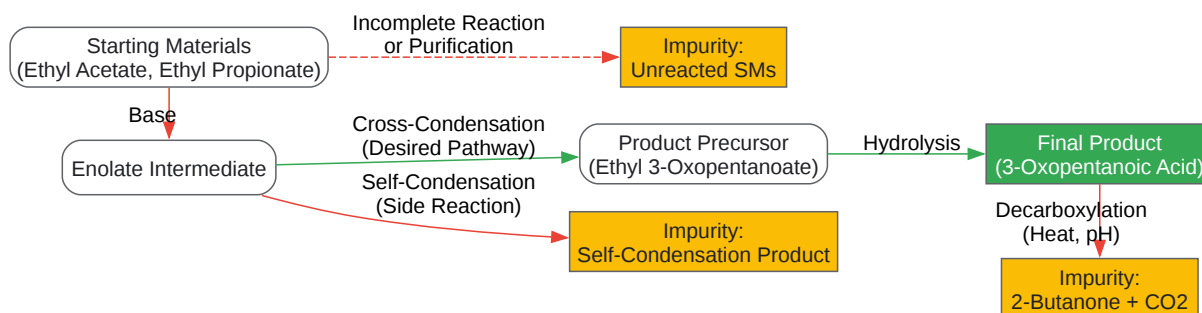 Starting Materials
(Ethyl Acetate, Ethyl Propionate)
Incomplete Reaction
or Purification
Impurity:
Unreacted SMs
Base
Enolate Intermediate
Cross-Condensation
(Desired Pathway)
Product Precursor
(Ethyl 3-Oxopentanoate)
Hydrolysis
Final Product
(3-Oxopentanoic Acid)
Self-Condensation
(Side Reaction)
Impurity:
Self-Condensation Product
Decarboxylation
(Heat, pH)
Impurity:
2-Butanone + CO2